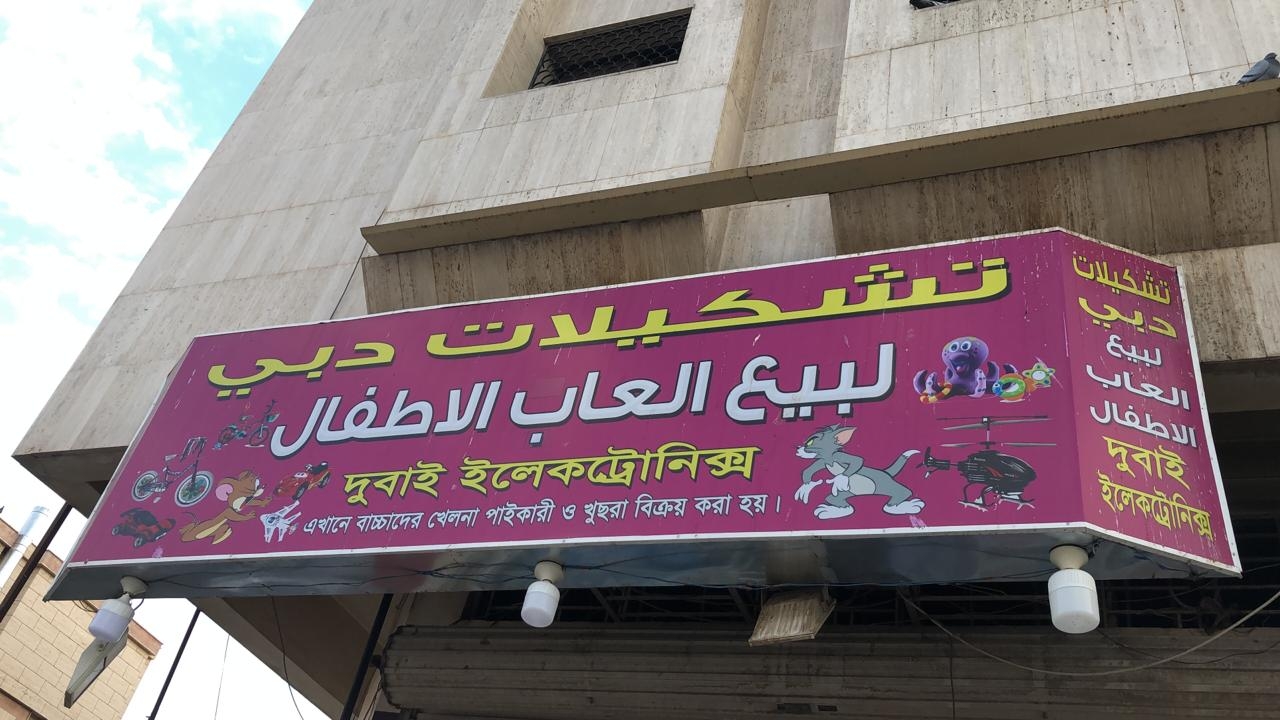 تشكيلات دبي
لبيع العاب الاطفال
দুবাই ইলেকট্রোনিক্স
এখানে বাচ্চাদের খেলনা পাইকারী ও খুছরা বিক্রয় করা হয়।
تشكيلات
دبي
لبيع
العاب
الاطفال
দুবাই
ইলেকট্রোনিক্স